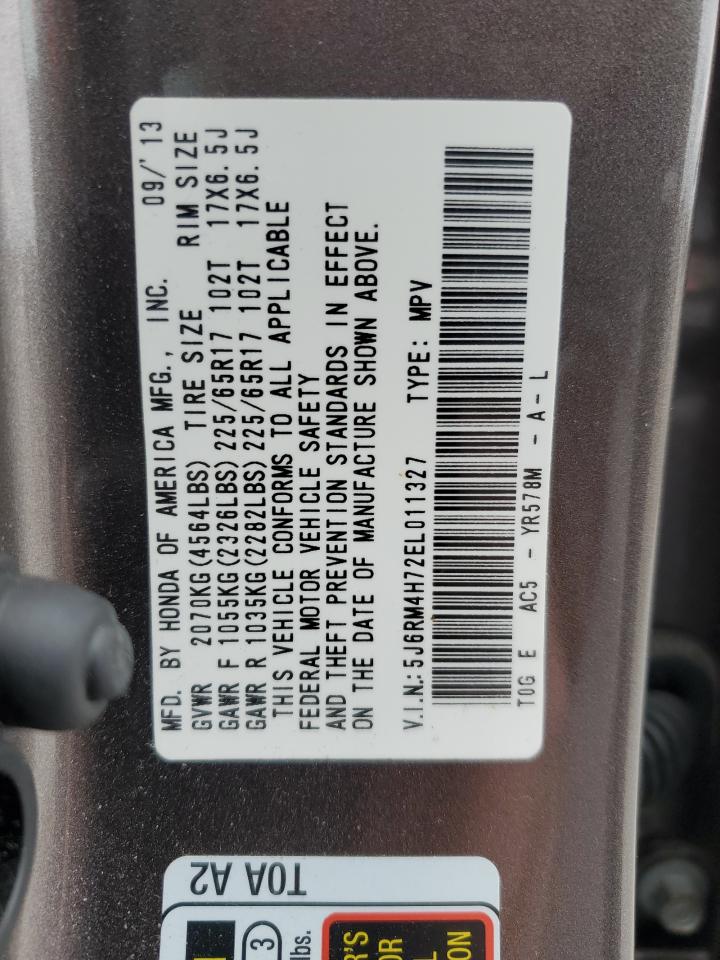 MFD. BY HONDA OF AMERICA MFG., INC. 09/'13
GVWR 2070KG(4564LBS) TIRE SIZE RIM SIZE
GAWR F 1055KG(2326LBS) 225/65R17 102T 17X6.5J
GAWR R 1035KG(2282LBS) 225/65R17 102T 17X6.5J
THIS VEHICLE CONFORMS TO ALL APPLICABLE
FEDERAL MOTOR VEHICLE SAFETY
AND THEFT PREVENTION STANDARDS IN EFFECT
ON THE DATE OF MANUFACTURE SHOWN ABOVE.
V.I.N.: 5J6RM4H72EL011327 TYPE: MPV
T0G E AC5 - YR578M - A - L
T0A A2
3
lbs.